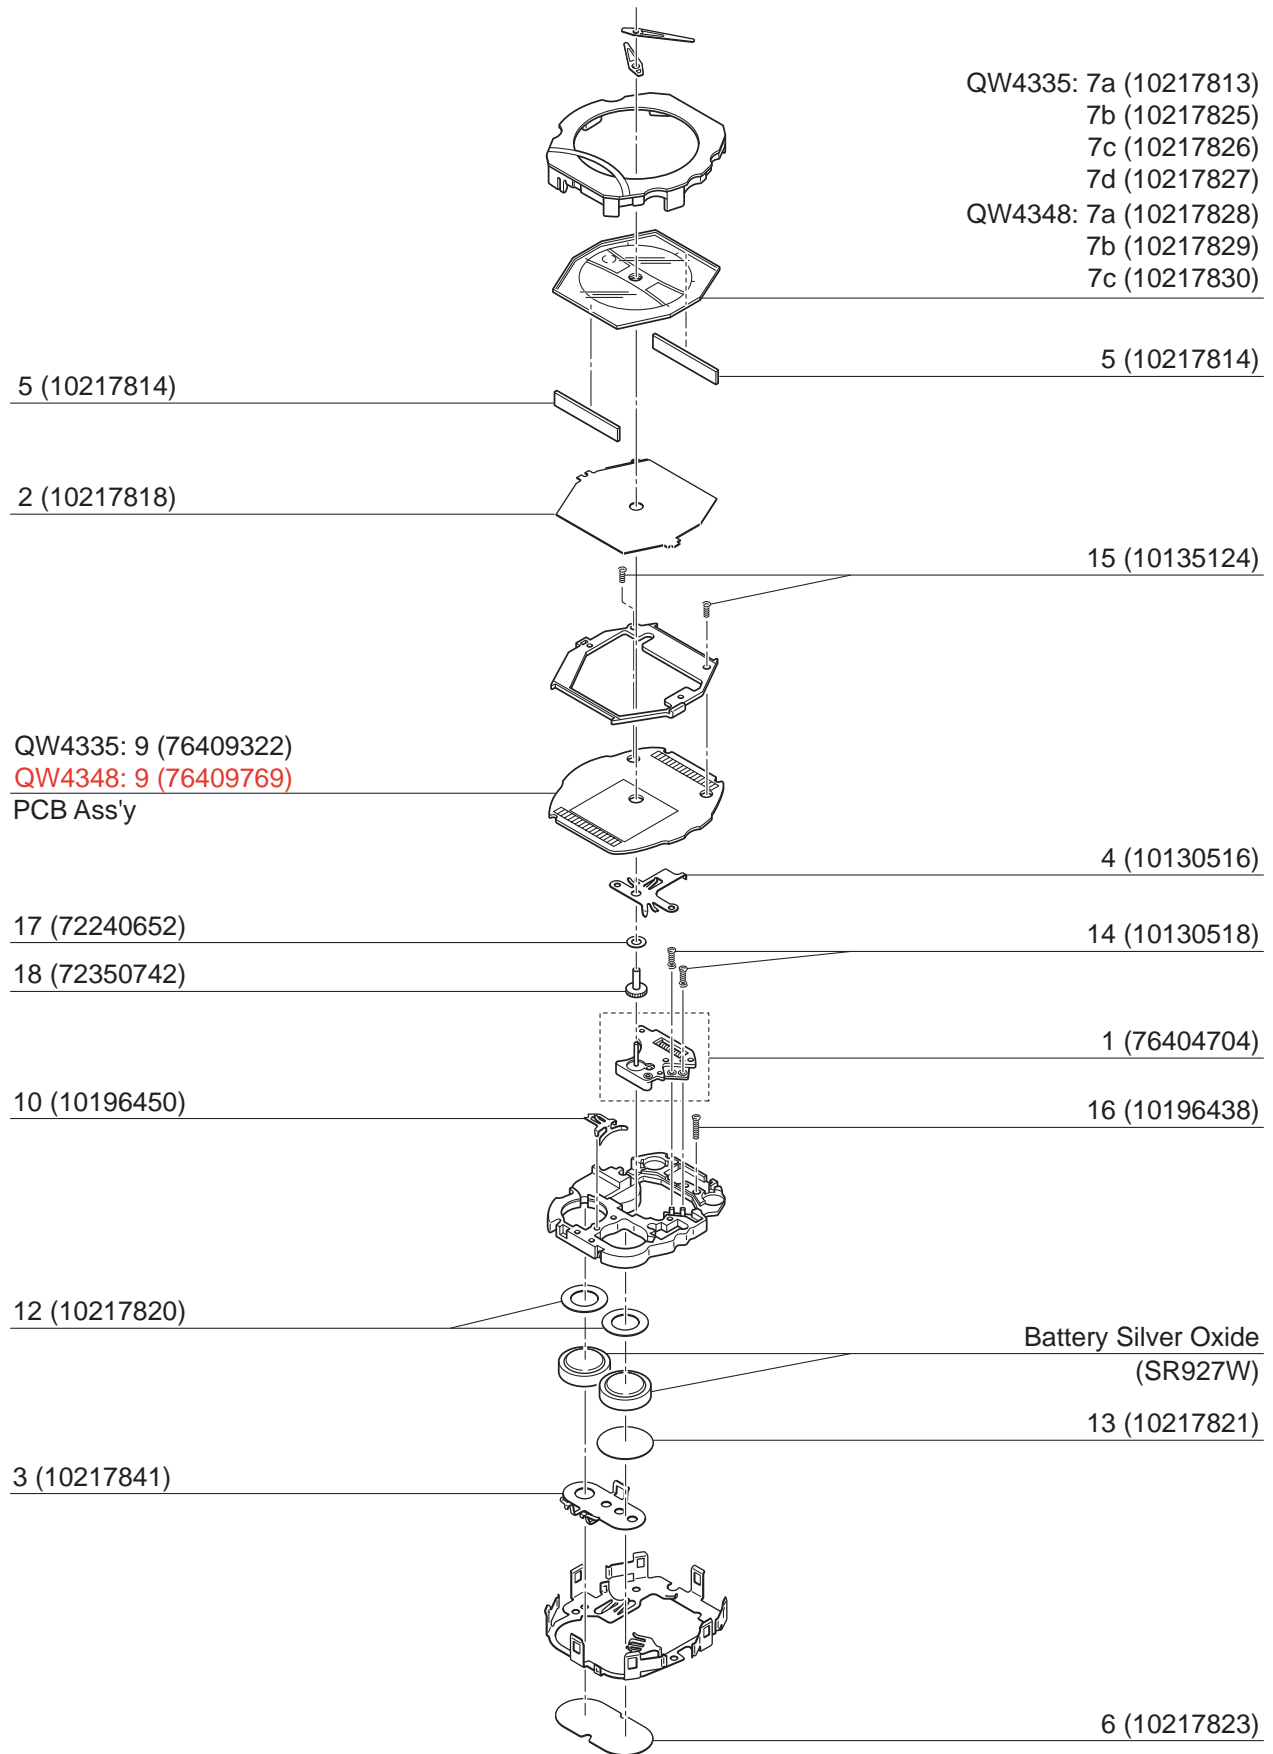 QW4335: 7a (10217813)
7b (10217825)
7c (10217826)
7d (10217827)
QW4348: 7a (10217828)
7b (10217829)
7c (10217830)
5 (10217814)
5 (10217814)
2 (10217818)
15 (10135124)
QW4335: 9 (76409322)
QW4348: 9 (76409769)
PCB Ass'y
4 (10130516)
17 (72240652)
14 (10130518)
18 (72350742)
1 (76404704)
10 (10196450)
16 (10196438)
12 (10217820)
Battery Silver Oxide
(SR927W)
13 (10217821)
3 (10217841)
6 (10217823)